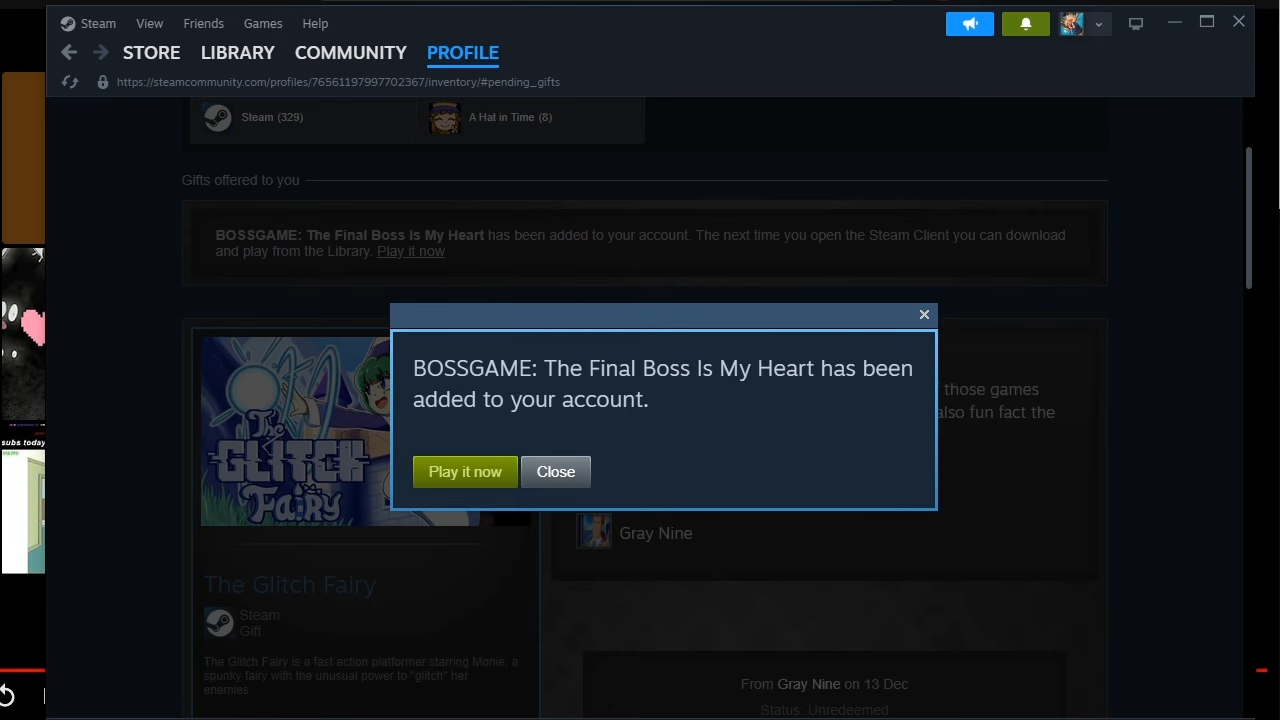 Steam View Friends Games Help
STORE LIBRARY COMMUNITY PROFILE
https://steamcommunity.com/profiles/76561197997702367/inventory/#pending_gifts
Steam (329) A Hat in Time (8)
Gifts offered to you
BOSSGAME: The Final Boss Is My Heart has been added to your account. The next time you open the Steam Client you can download
and play from the Library. Play it now
BOSSGAME: The Final Boss Is My Heart has been
added to your account.
Play it now Close
those games
also fun fact the
The
GLITCH
Fairy
subs today
Gray Nine
The Glitch Fairy
Steam
Gift
The Glitch Fairy is a fast action platformer starring Monie, a
spunky fairy with the unusual power to "glitch" her
enemies
From Gray Nine on 13 Dec
Status: Unredeemed